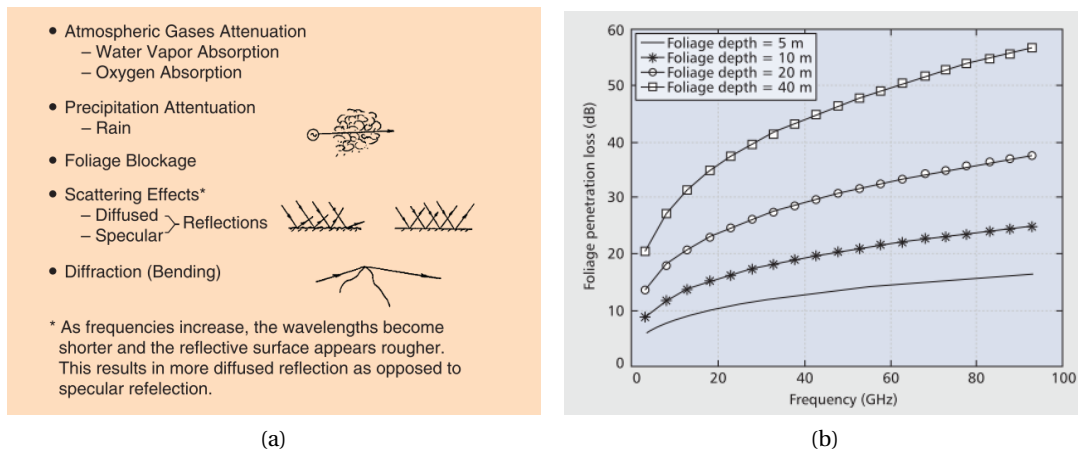 • Atmospheric Gases Attenuation
– Water Vapor Absorption
– Oxygen Absorption
• Precipitation Attentuation
– Rain
• Foliage Blockage
• Scattering Effects*
– Diffused
– Specular
Reflections
• Diffraction (Bending)
* As frequencies increase, the wavelengths become
shorter and the reflective surface appears rougher.
This results in more diffused reflection as opposed to
specular refelection.
(a)
Foliage penetration loss (dB)
60
50
40
30
20
10
0
Foliage depth = 5 m
Foliage depth = 10 m
Foliage depth = 20 m
Foliage depth = 40 m
0 20 40 60 80 100
Frequency (GHz)
(b)